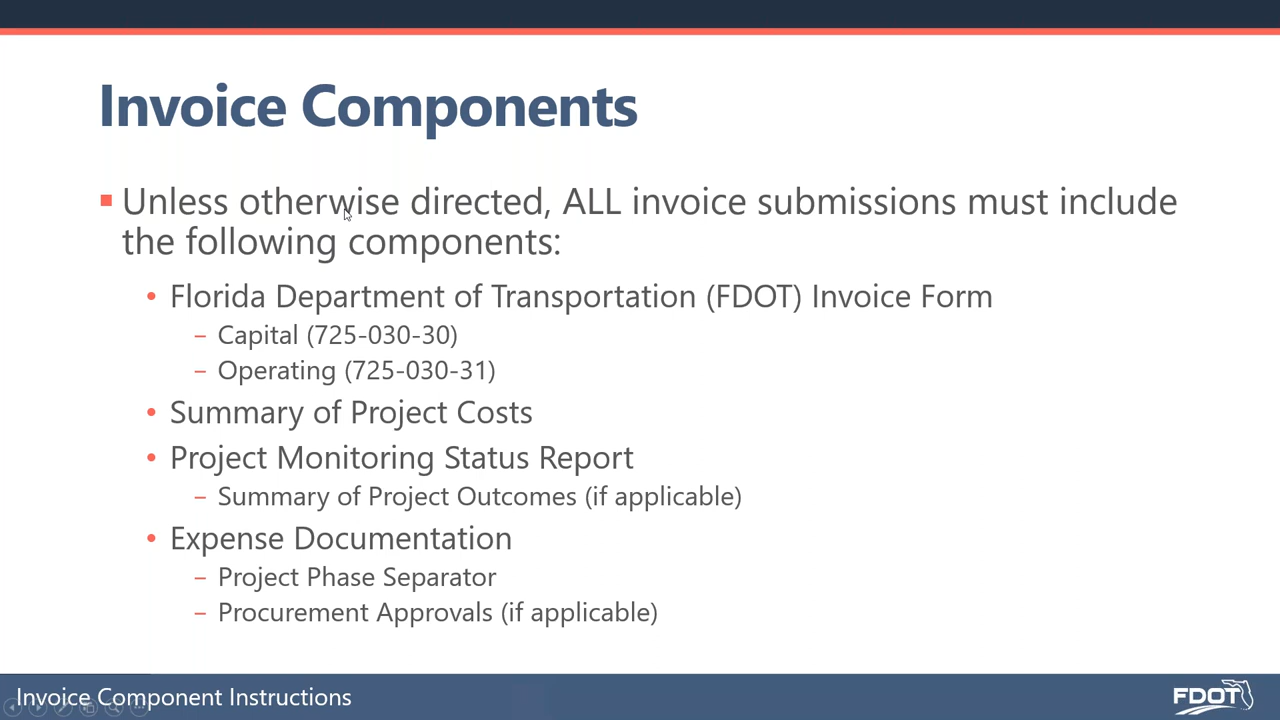 Invoice Components
Unless otherwise directed, ALL invoice submissions must include
the following components:
Florida Department of Transportation (FDOT) Invoice Form
Capital (725-030-30)
Operating (725-030-31)
Summary of Project Costs
Project Monitoring Status Report
Summary of Project Outcomes (if applicable)
Expense Documentation
Project Phase Separator
Procurement Approvals (if applicable)
Invoice Component Instructions
FDOT